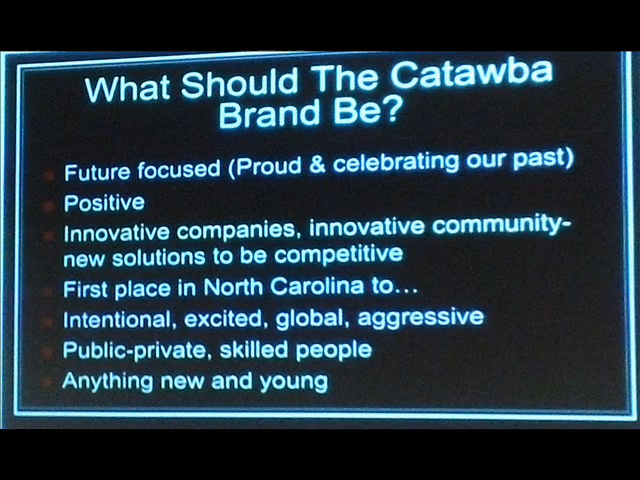 What Should The Catawba
Brand Be?
Future focused (Proud & celebrating our past)
Positive
Innovative companies, innovative community-
new solutions to be competitive
First place in North Carolina to…
Intentional, excited, global, aggressive
Public-private, skilled people
Anything new and young